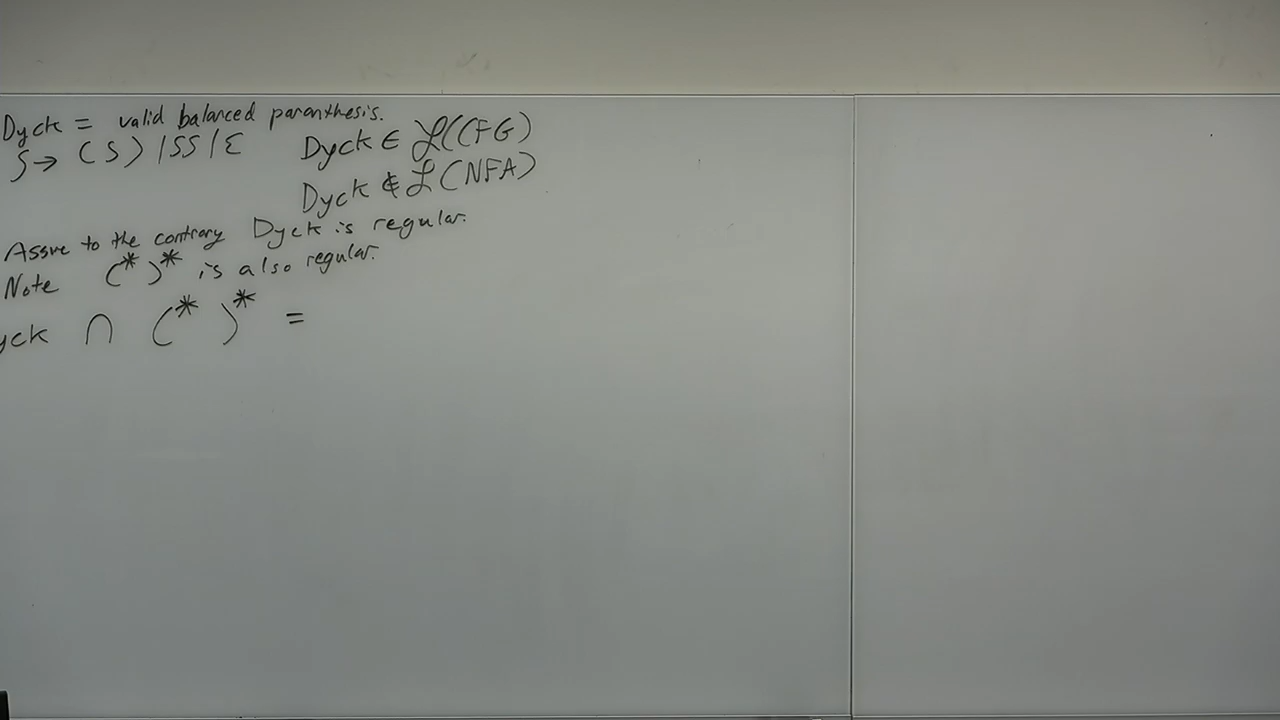 Dyck = valid balanced paranthesis.
S → (S) | SS | ε
Dyck ∈ ℒ(CFG)
Dyck ∉ ℒ(NFA)
Assue to the contrary Dyck is regular.
Note (* )* is also regular.
yck ∩ (* )* =